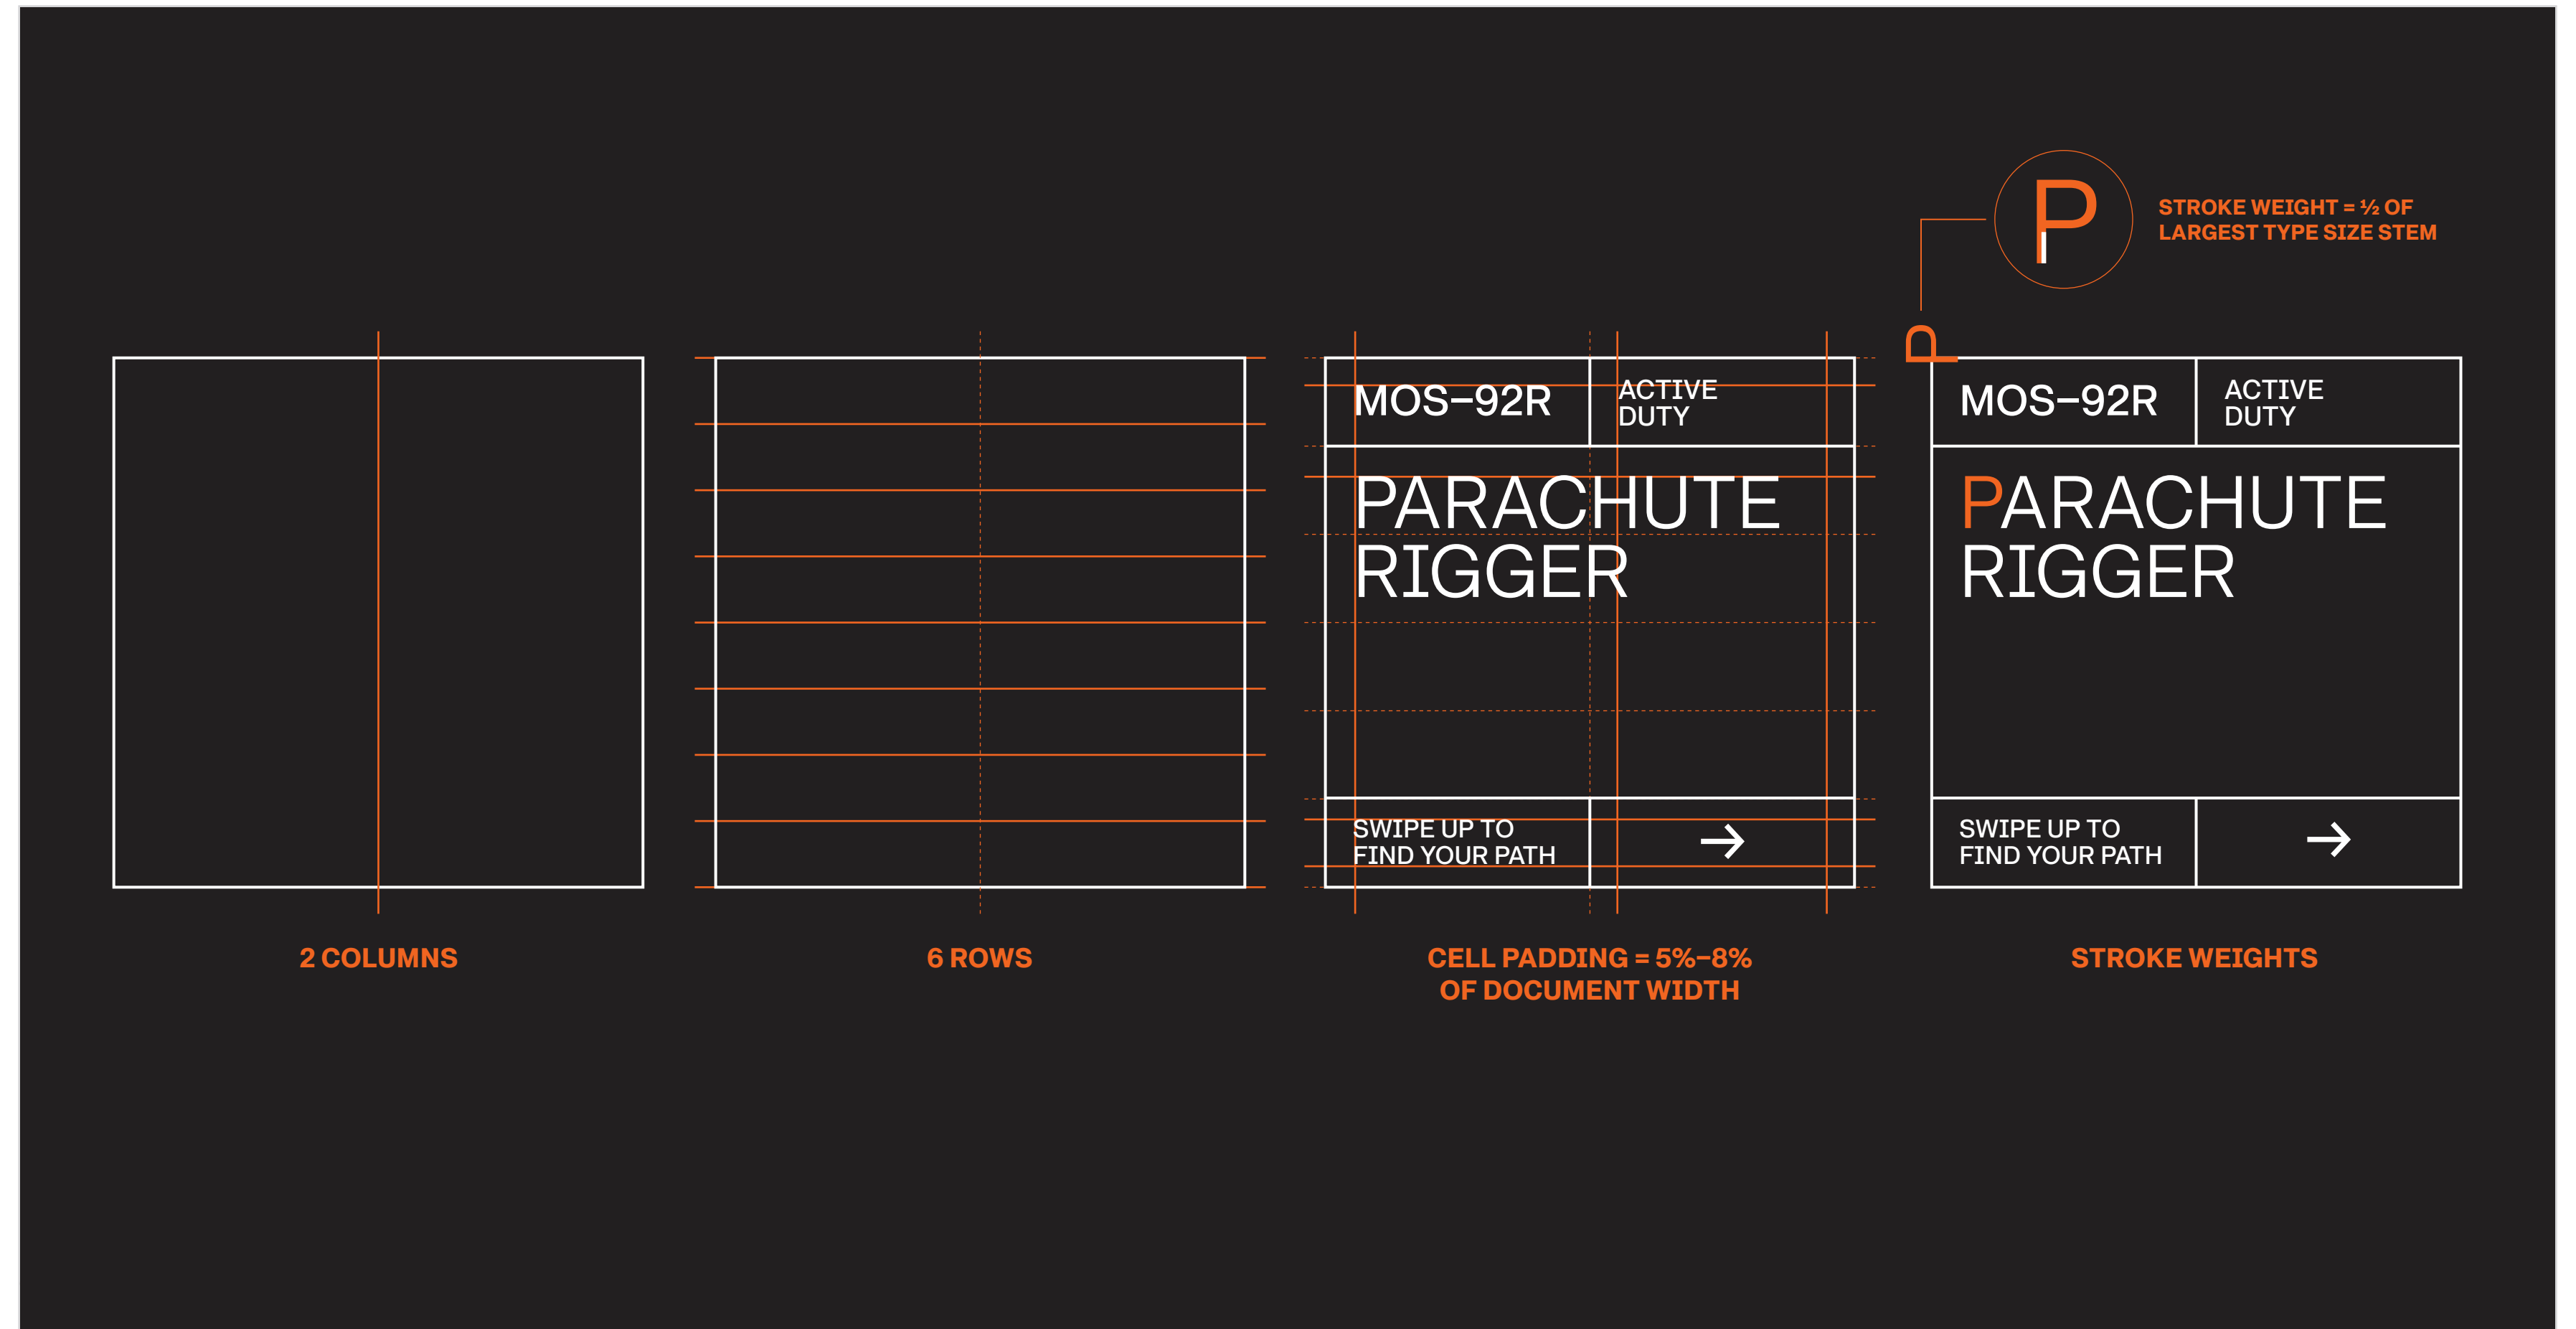 P
STROKE WEIGHT = ½ OF
LARGEST TYPE SIZE STEM
P
MOS–92R
ACTIVE
DUTY
PARACHUTE
RIGGER
SWIPE UP TO
FIND YOUR PATH
MOS–92R
ACTIVE
DUTY
PARACHUTE
RIGGER
SWIPE UP TO
FIND YOUR PATH
2 COLUMNS
6 ROWS
CELL PADDING = 5%–8%
OF DOCUMENT WIDTH
STROKE WEIGHTS